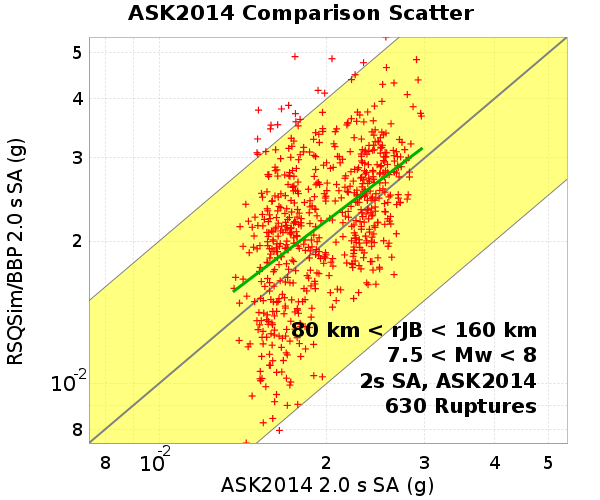 ASK2014 Comparison Scatter
RSQSim/BBP 2.0 s SA (g)
5
4
3
2
10-2
8
80 km < rJB < 160 km
7.5 < Mw < 8
2s SA, ASK2014
630 Ruptures
8 10-2 2 3 4 5
ASK2014 2.0 s SA (g)